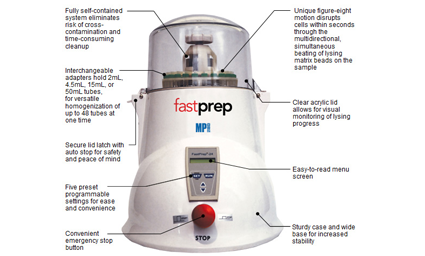 Fully self-contained
system eliminates
risk of cross-
contamination and
time-consuming
cleanup
Unique figure-eight
motion disrupts
cells within seconds
through the
multidirectional,
simultaneous
beating of lysing
matrix beads on the
sample
Interchangeable
adapters hold 2mL,
4.5mL, 15mL, or
50mL tubes,
for versatile
homogenization of
up to 48 tubes at
one time
fastprep
MP
Clear acrylic lid
allows for visual
monitoring of lysing
progress
Secure lid latch with
auto stop for safety
and peace of mind
Easy-to-read menu
screen
Five preset
programmable
settings for ease
and convenience
Convenient
emergency stop
button
STOP
Sturdy case and wide
base for increased
stability